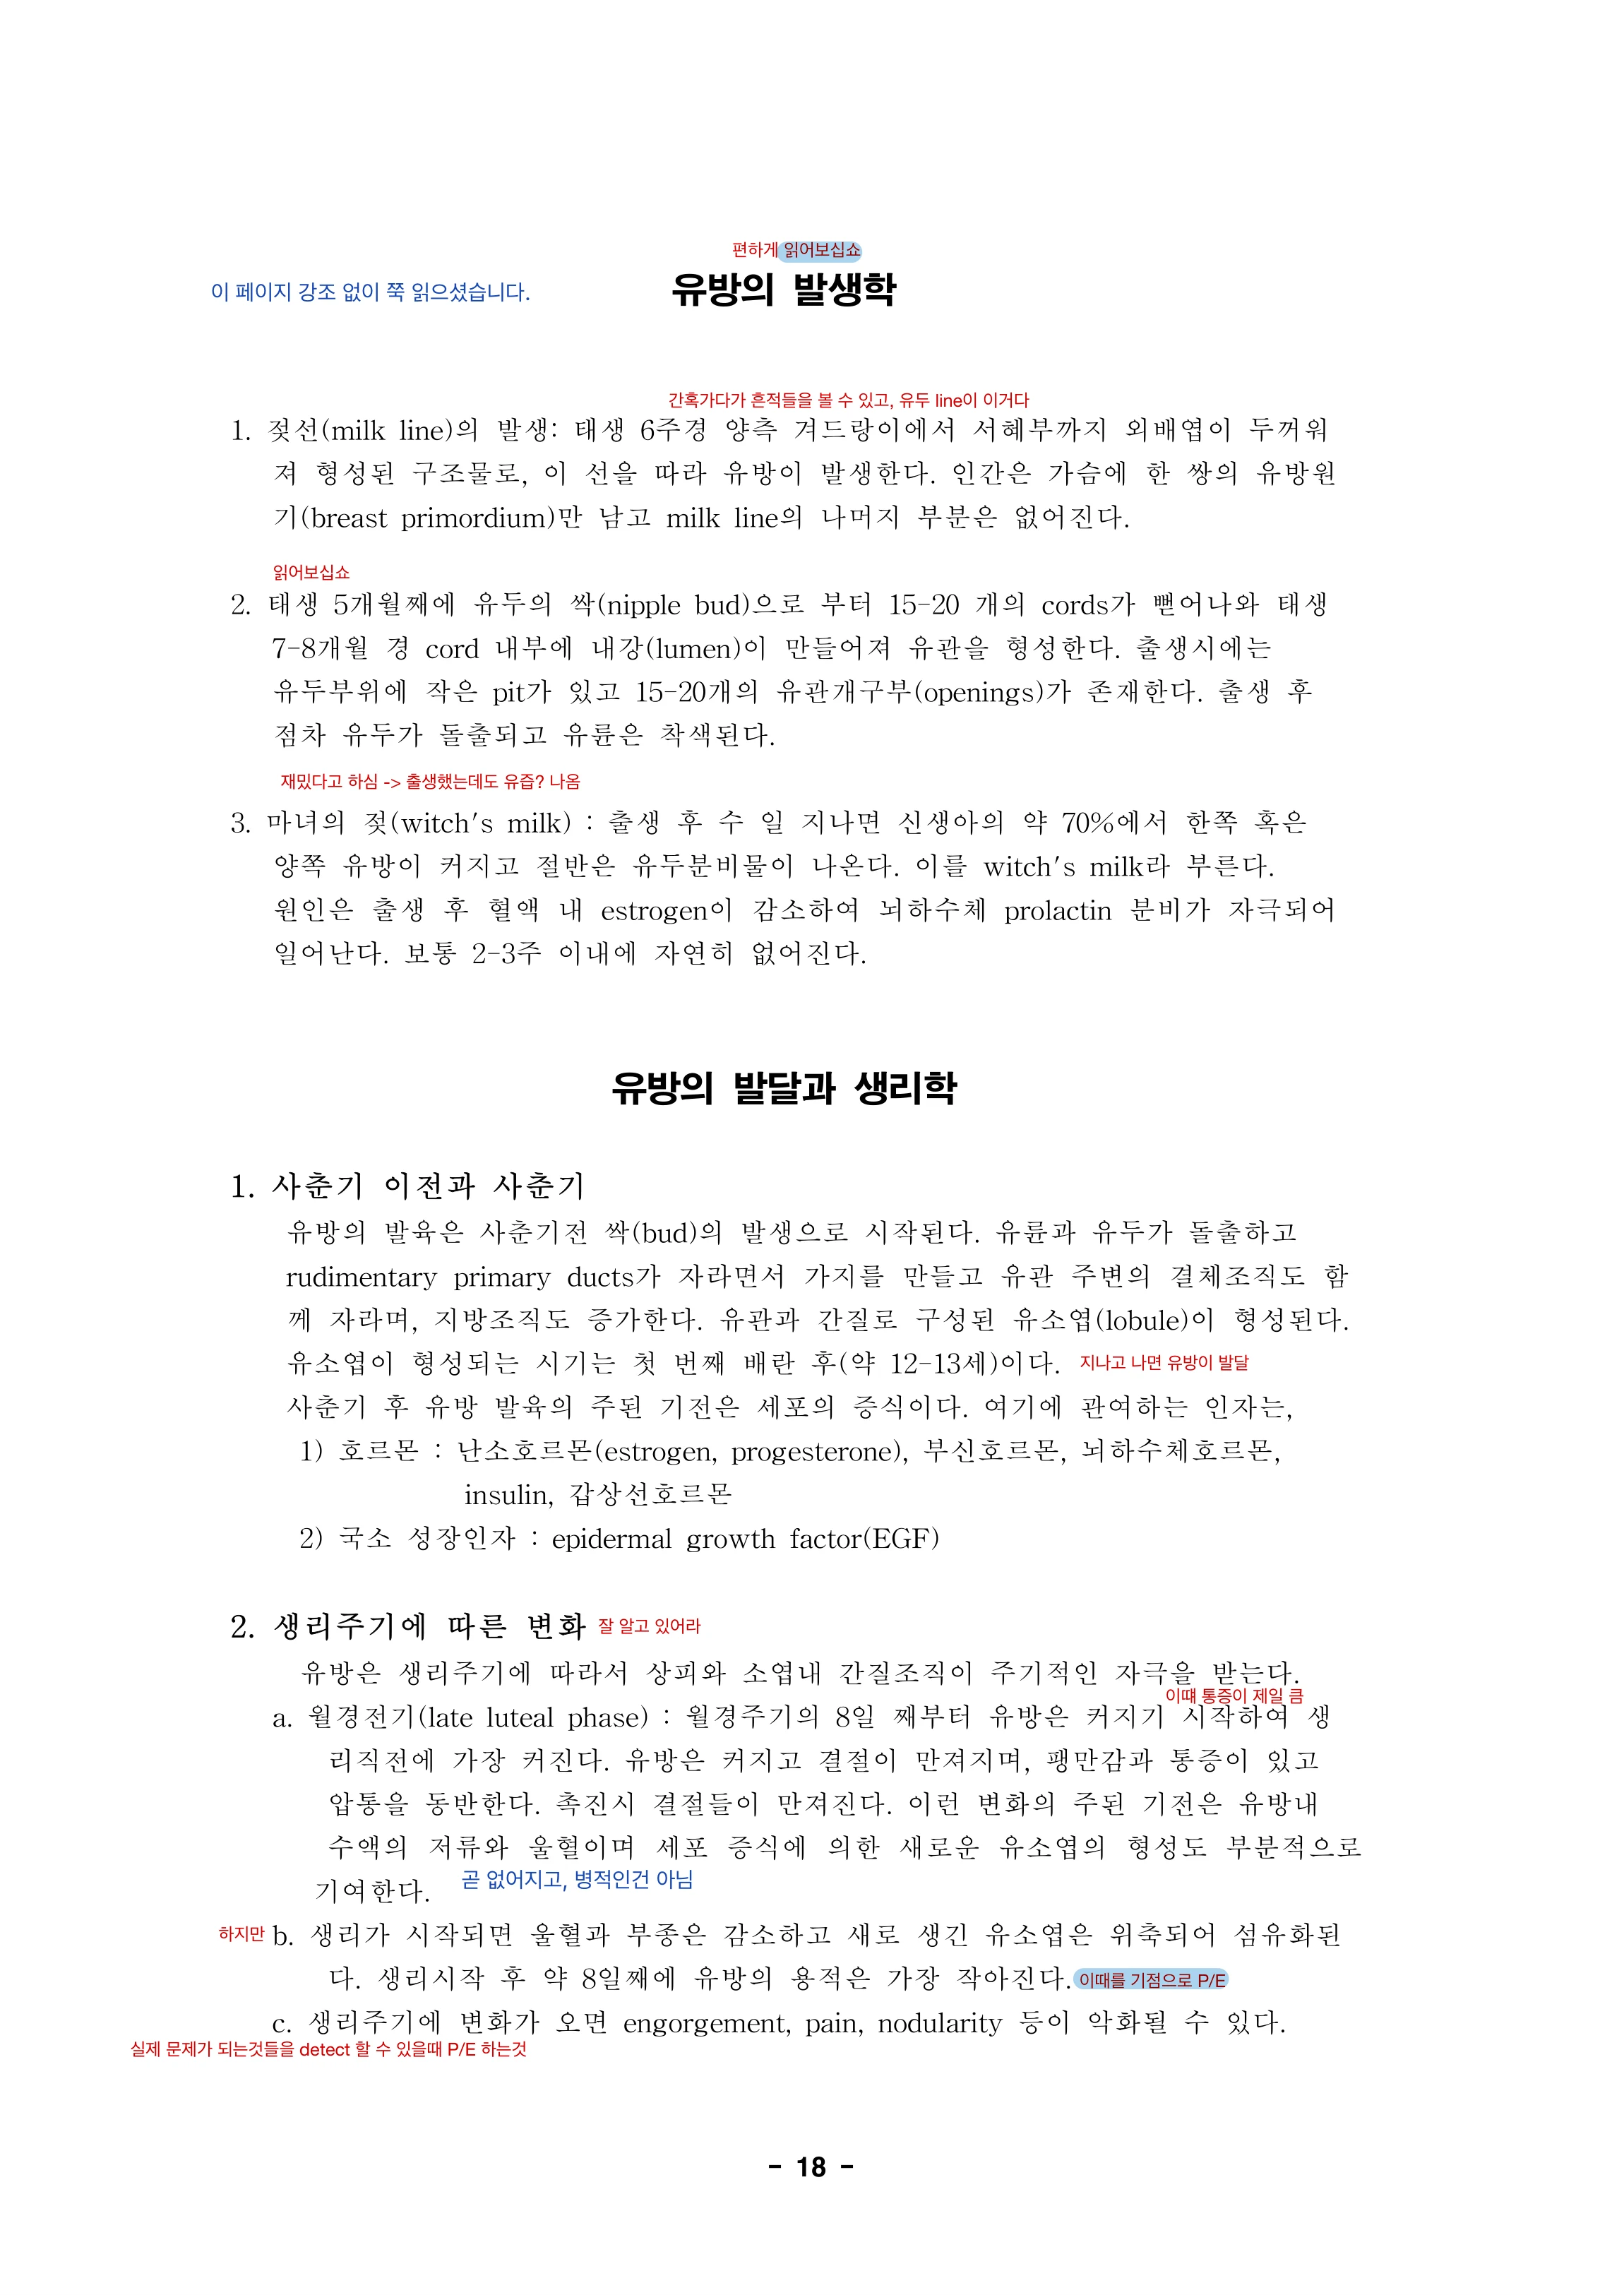 편하게 읽어보십쇼
이 페이지 강조 없이 쭉 읽으셨습니다.
유방의 발생학
간혹가다가 흔적들을 볼 수 있고, 유두 line이 이거다
1. 젖선(milk line)의 발생: 태생 6주경 양측 겨드랑이에서 서혜부까지 외배엽이 두꺼워
져 형성된 구조물로, 이 선을 따라 유방이 발생한다. 인간은 가슴에 한 쌍의 유방원
기(breast primordium)만 남고 milk line의 나머지 부분은 없어진다.
읽어보십쇼
2. 태생 5개월째에 유두의 싹(nipple bud)으로 부터 15-20 개의 cords가 뻗어나와 태생
7-8개월 경 cord 내부에 내강(lumen)이 만들어져 유관을 형성한다. 출생시에는
유두부위에 작은 pit가 있고 15-20개의 유관개구부(openings)가 존재한다. 출생 후
점차 유두가 돌출되고 유륜은 착색된다.
재밌다고 하심 -> 출생했는데도 유즙? 나옴
3. 마녀의 젖(witch's milk) : 출생 후 수 일 지나면 신생아의 약 70%에서 한쪽 혹은
양쪽 유방이 커지고 절반은 유두분비물이 나온다. 이를 witch's milk라 부른다.
원인은 출생 후 혈액 내 estrogen이 감소하여 뇌하수체 prolactin 분비가 자극되어
일어난다. 보통 2-3주 이내에 자연히 없어진다.
유방의 발달과 생리학
1. 사춘기 이전과 사춘기
유방의 발육은 사춘기전 싹(bud)의 발생으로 시작된다. 유륜과 유두가 돌출하고
rudimentary primary ducts가 자라면서 가지를 만들고 유관 주변의 결체조직도 함
께 자라며, 지방조직도 증가한다. 유관과 간질로 구성된 유소엽(lobule)이 형성된다.
유소엽이 형성되는 시기는 첫 번째 배란 후(약 12-13세)이다. 지나고 나면 유방이 발달
사춘기 후 유방 발육의 주된 기전은 세포의 증식이다. 여기에 관여하는 인자는,
1) 호르몬 : 난소호르몬(estrogen, progesterone), 부신호르몬, 뇌하수체호르몬,
insulin, 갑상선호르몬
2) 국소 성장인자 : epidermal growth factor(EGF)
2. 생리주기에 따른 변화 잘 알고 있어라
유방은 생리주기에 따라서 상피와 소엽내 간질조직이 주기적인 자극을 받는다.
이떄 통증이 제일 큼
a. 월경전기(late luteal phase) : 월경주기의 8일 째부터 유방은 커지기 시작하여 생
리직전에 가장 커진다. 유방은 커지고 결절이 만져지며, 팽만감과 통증이 있고
압통을 동반한다. 촉진시 결절들이 만져진다. 이런 변화의 주된 기전은 유방내
수액의 저류와 울혈이며 세포 증식에 의한 새로운 유소엽의 형성도 부분적으로
기여한다. 곧 없어지고, 병적인건 아님
하지만 b. 생리가 시작되면 울혈과 부종은 감소하고 새로 생긴 유소엽은 위축되어 섬유화된
다. 생리시작 후 약 8일째에 유방의 용적은 가장 작아진다. 이때를 기점으로 P/E
c. 생리주기에 변화가 오면 engorgement, pain, nodularity 등이 악화될 수 있다.
실제 문제가 되는것들을 detect 할 수 있을때 P/E 하는것
- 18 -